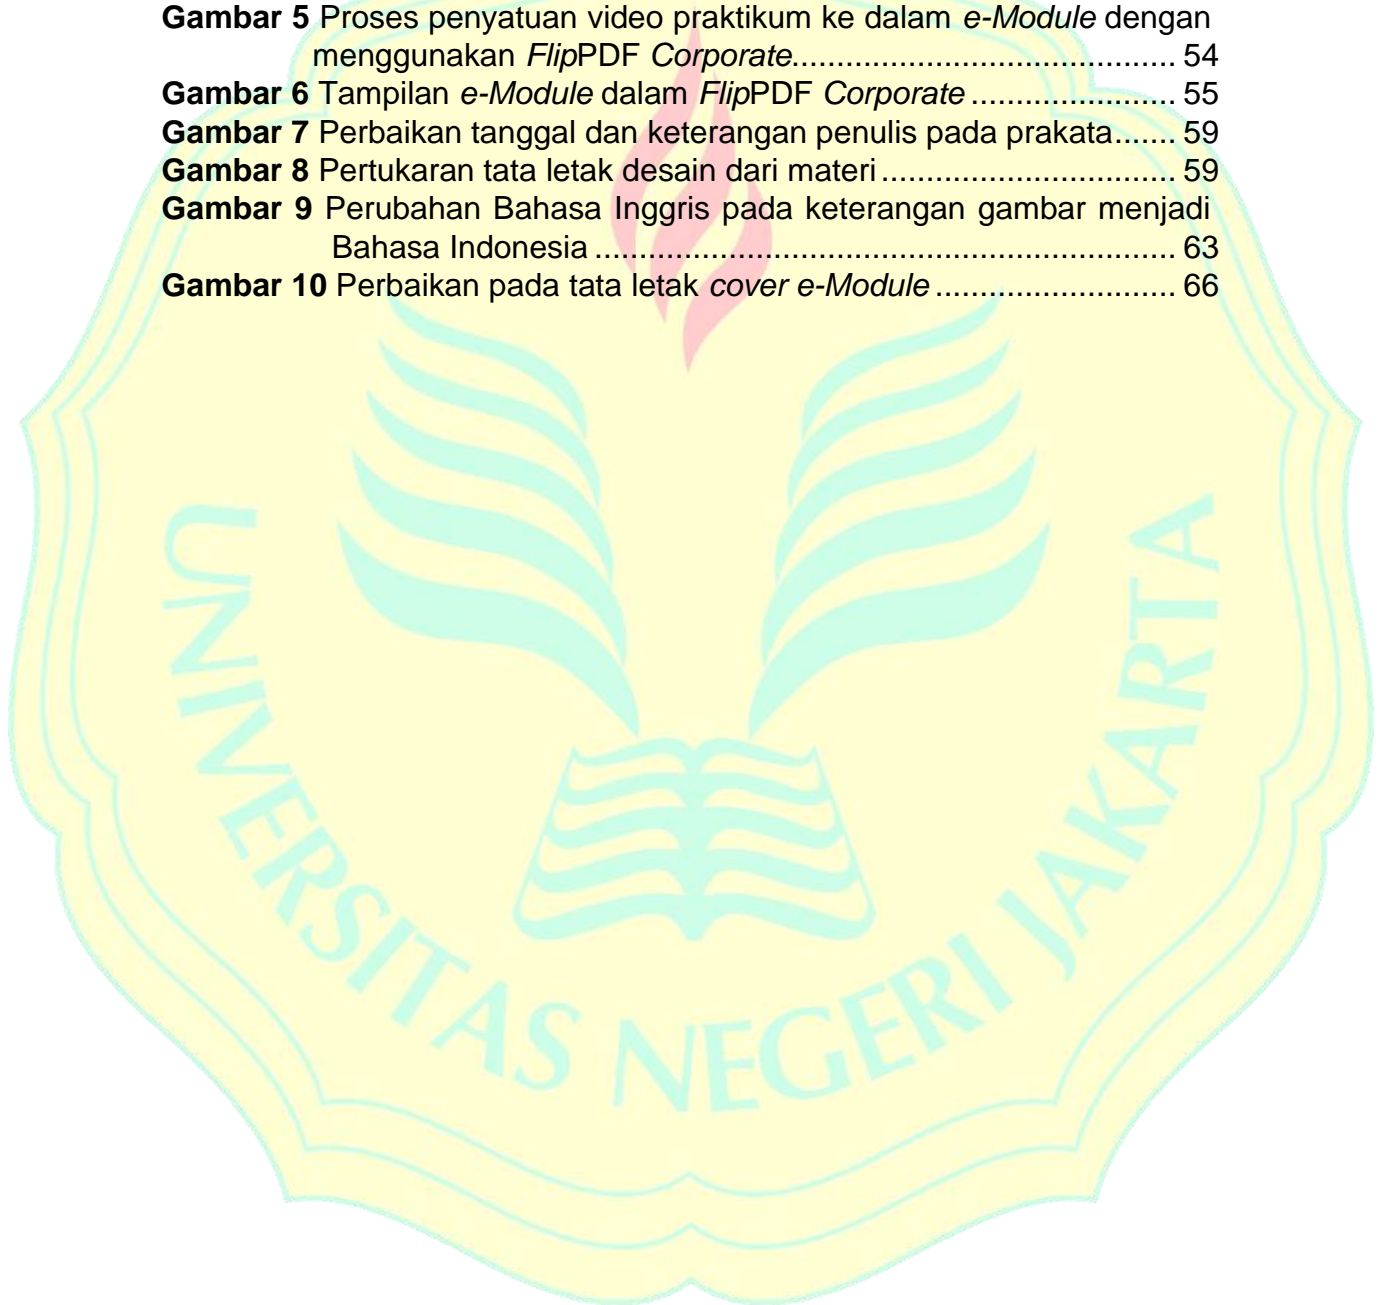 Gambar 5 Proses penyatuan video praktikum ke dalam e-Module dengan
menggunakan FlipPDF Corporate.......................................... 54
Gambar 6 Tampilan e-Module dalam FlipPDF Corporate ...................... 55
Gambar 7 Perbaikan tanggal dan keterangan penulis pada prakata....... 59
Gambar 8 Pertukaran tata letak desain dari materi ................................ 59
Gambar 9 Perubahan Bahasa Inggris pada keterangan gambar menjadi
Bahasa Indonesia ............................................................... 63
Gambar 10 Perbaikan pada tata letak cover e-Module .......................... 66
UNIVERSITAS NEGERI JAKARTA